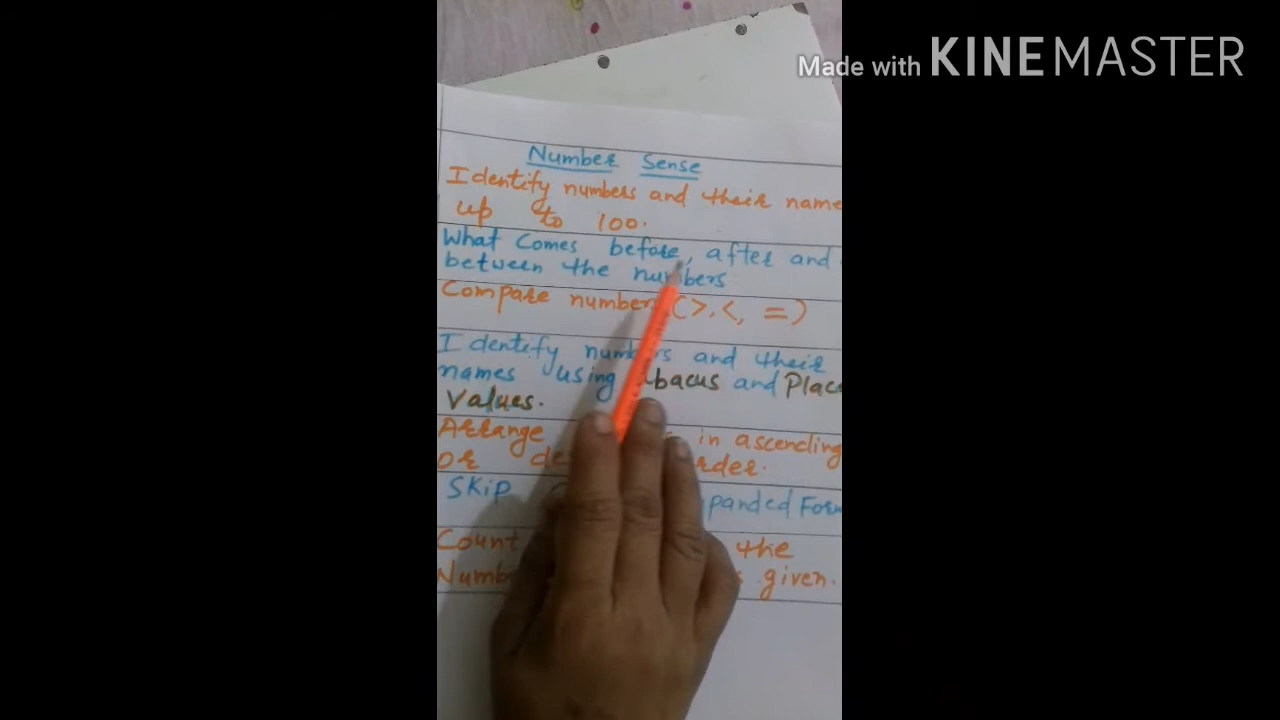 Made with KINEMASTER
Number Sense
Identify numbers and their name
up to 100.
What comes before, after and
between the numbers
Compare number (>, <, =)
Identify numbers and their
names using Abacus and Place
Values.
Arrange in ascending
or order.
SKip Form
Count the
given.